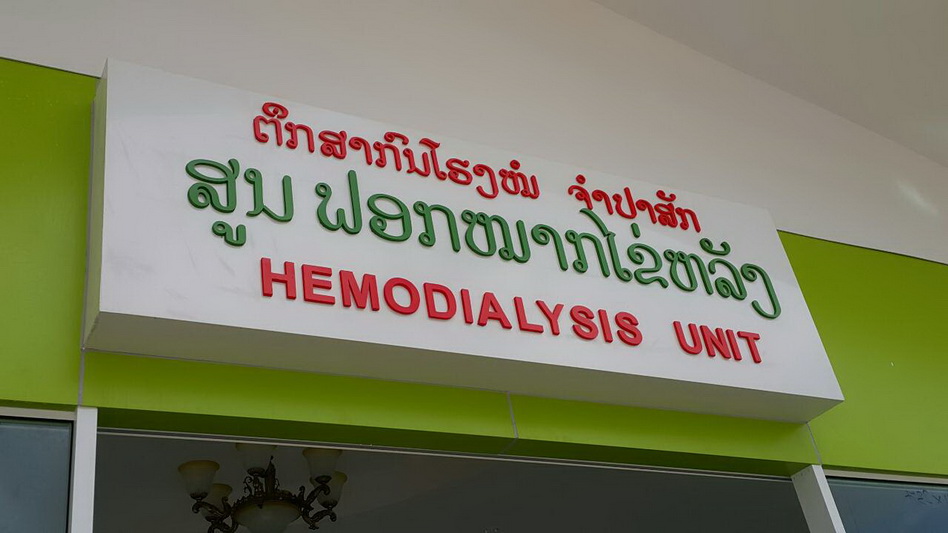 ຕຶກສາກົນໂຮງໝໍ ຈຳປາສັກ
ສູນ ຟອກໝາກໄຂ່ຫລັງ
HEMODIALYSIS UNIT